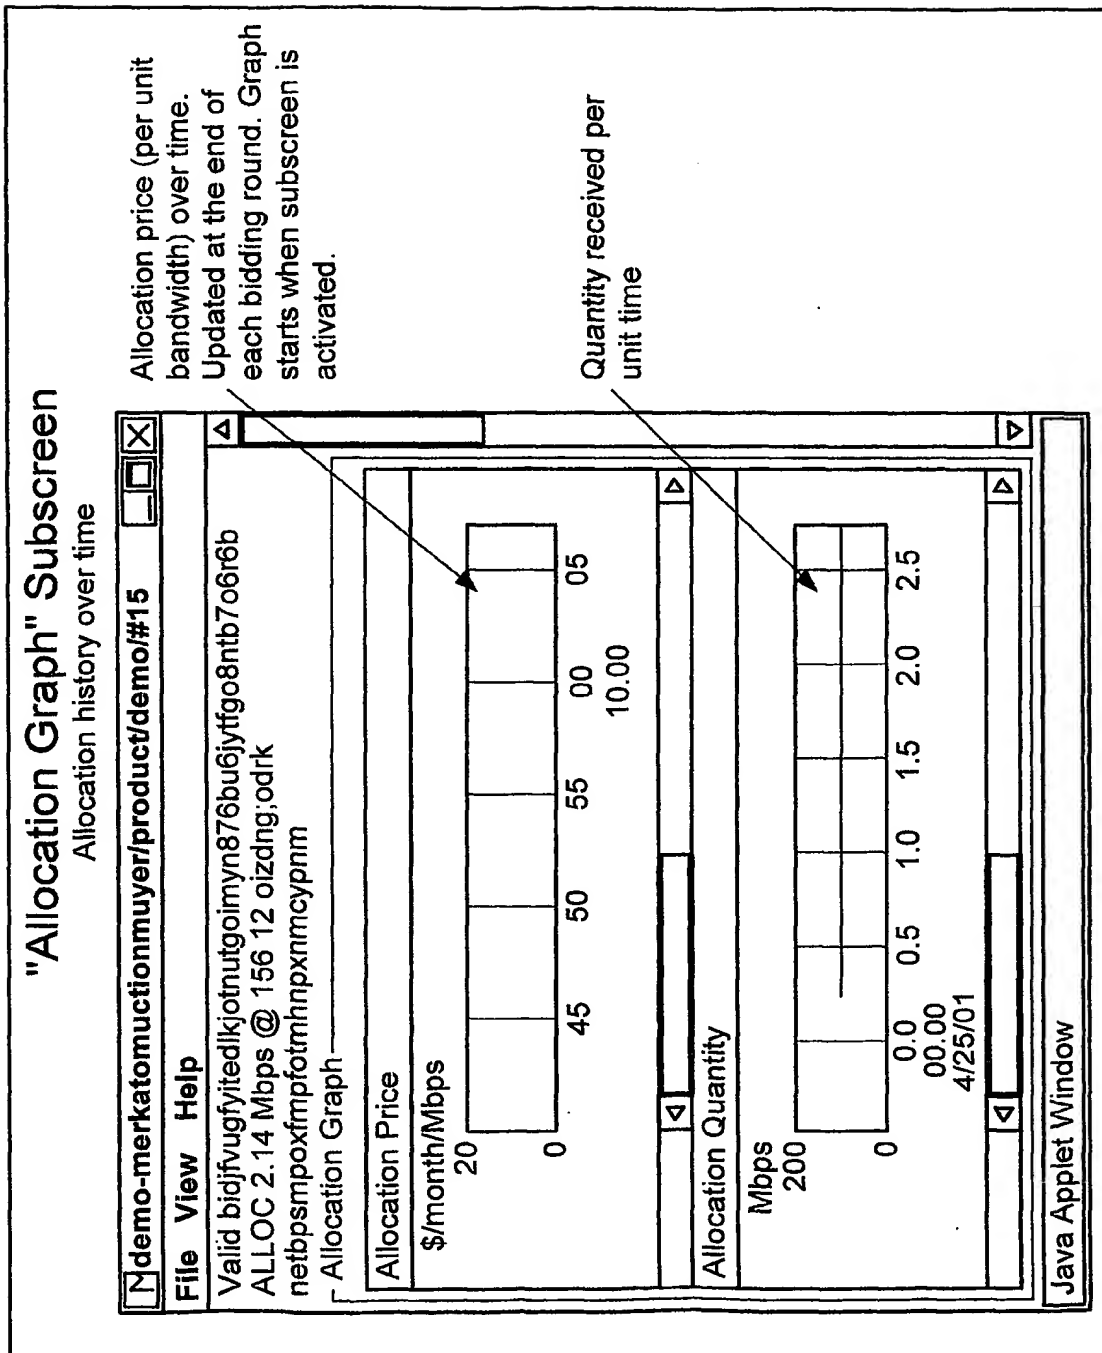 "Allocation Graph" Subscreen
Allocation history over time
M demo-merkatomuctionmuyer/product/demo/#15
File View Help
Valid bidjfvugfyitedlkjotnutgoimyn876bu6jytfgo8ntb7o6r6b
ALLOC 2.14 Mbps @ 156 12 oizdng;odrk
netbpsmpoxfmpfotmhnpxnmcypnm
Allocation Graph
Allocation Price
$/month/Mbps
20
0
45 50 55 00 05
10.00
Allocation Quantity
Mbps
200
0
0.0 0.5 1.0 1.5 2.0 2.5
00.00
4/25/01
Java Applet Window
Allocation price (per unit
bandwidth) over time.
Updated at the end of
each bidding round. Graph
starts when subscreen is
activated.
Quantity received per
unit time